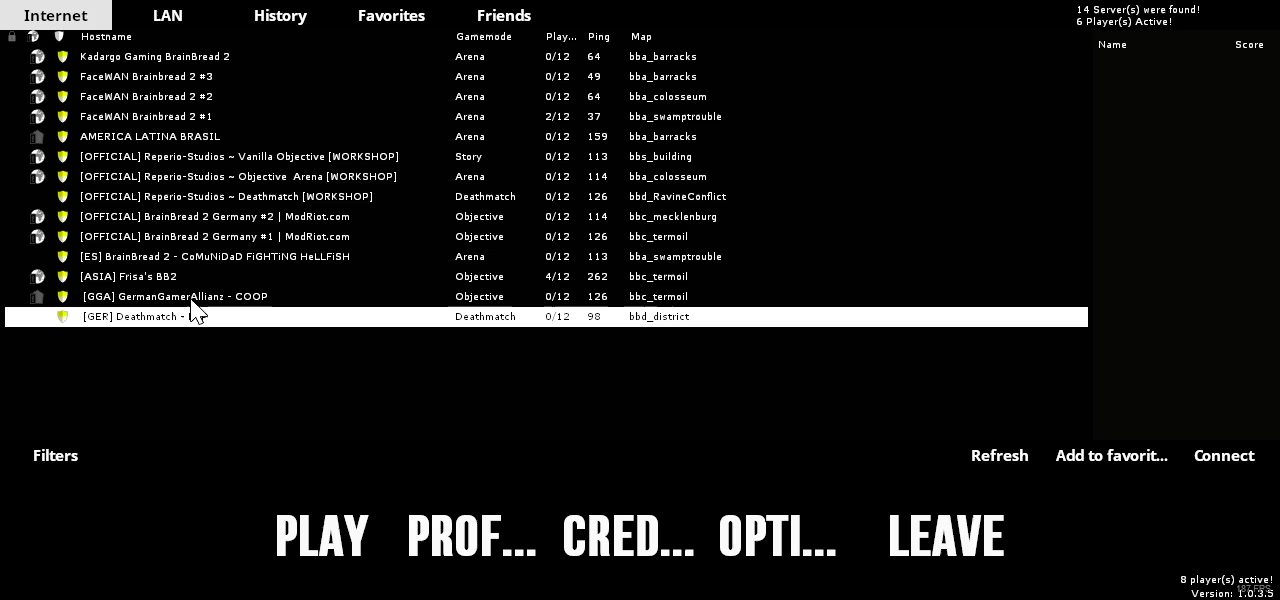 Internet LAN History Favorites Friends
14 Server(s) were found!
6 Player(s) Active!
Hostname Gamemode Play... Ping Map
Name Score
Kadargo Gaming BrainBread 2 Arena 0/12 64 bba_barracks
FaceWAN Brainbread 2 #3 Arena 0/12 49 bba_barracks
FaceWAN Brainbread 2 #2 Arena 0/12 64 bba_colosseum
FaceWAN Brainbread 2 #1 Arena 2/12 37 bba_swamptrouble
AMERICA LATINA BRASIL Arena 0/12 159 bba_barracks
[OFFICIAL] Reperio-Studios ~ Vanilla Objective [WORKSHOP] Story 0/12 113 bbs_building
[OFFICIAL] Reperio-Studios ~ Objective Arena [WORKSHOP] Arena 0/12 114 bba_colosseum
[OFFICIAL] Reperio-Studios ~ Deathmatch [WORKSHOP] Deathmatch 0/12 126 bbd_RavineConflict
[OFFICIAL] BrainBread 2 Germany #2 | ModRiot.com Objective 0/12 114 bbc_mecklenburg
[OFFICIAL] BrainBread 2 Germany #1 | ModRiot.com Objective 0/12 126 bbc_termoil
[ES] BrainBread 2 - CoMuNiDaD FiGHTiNG HeLLFiSH Arena 0/12 113 bba_swamptrouble
[ASIA] Frisa's BB2 Objective 4/12 262 bbc_termoil
[GGA] GermanGamerAllianz - COOP Objective 0/12 126 bbc_termoil
[GER] Deathmatch - Deathmatch 0/12 98 bbd_district
Filters Refresh Add to favorit... Connect
PLAY PROF... CRED... OPTI... LEAVE
8 player(s) active!
187 FPS
Version: 1.0.3.5